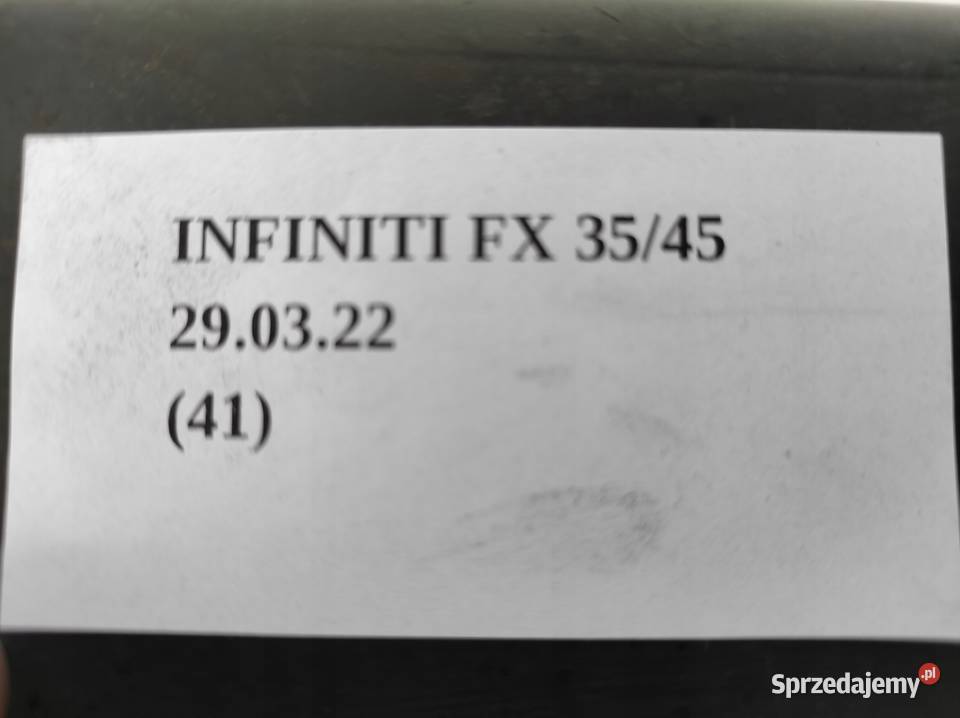 INFINITI FX 35/45
29.03.22
(41)
Sprzedajemy.pl